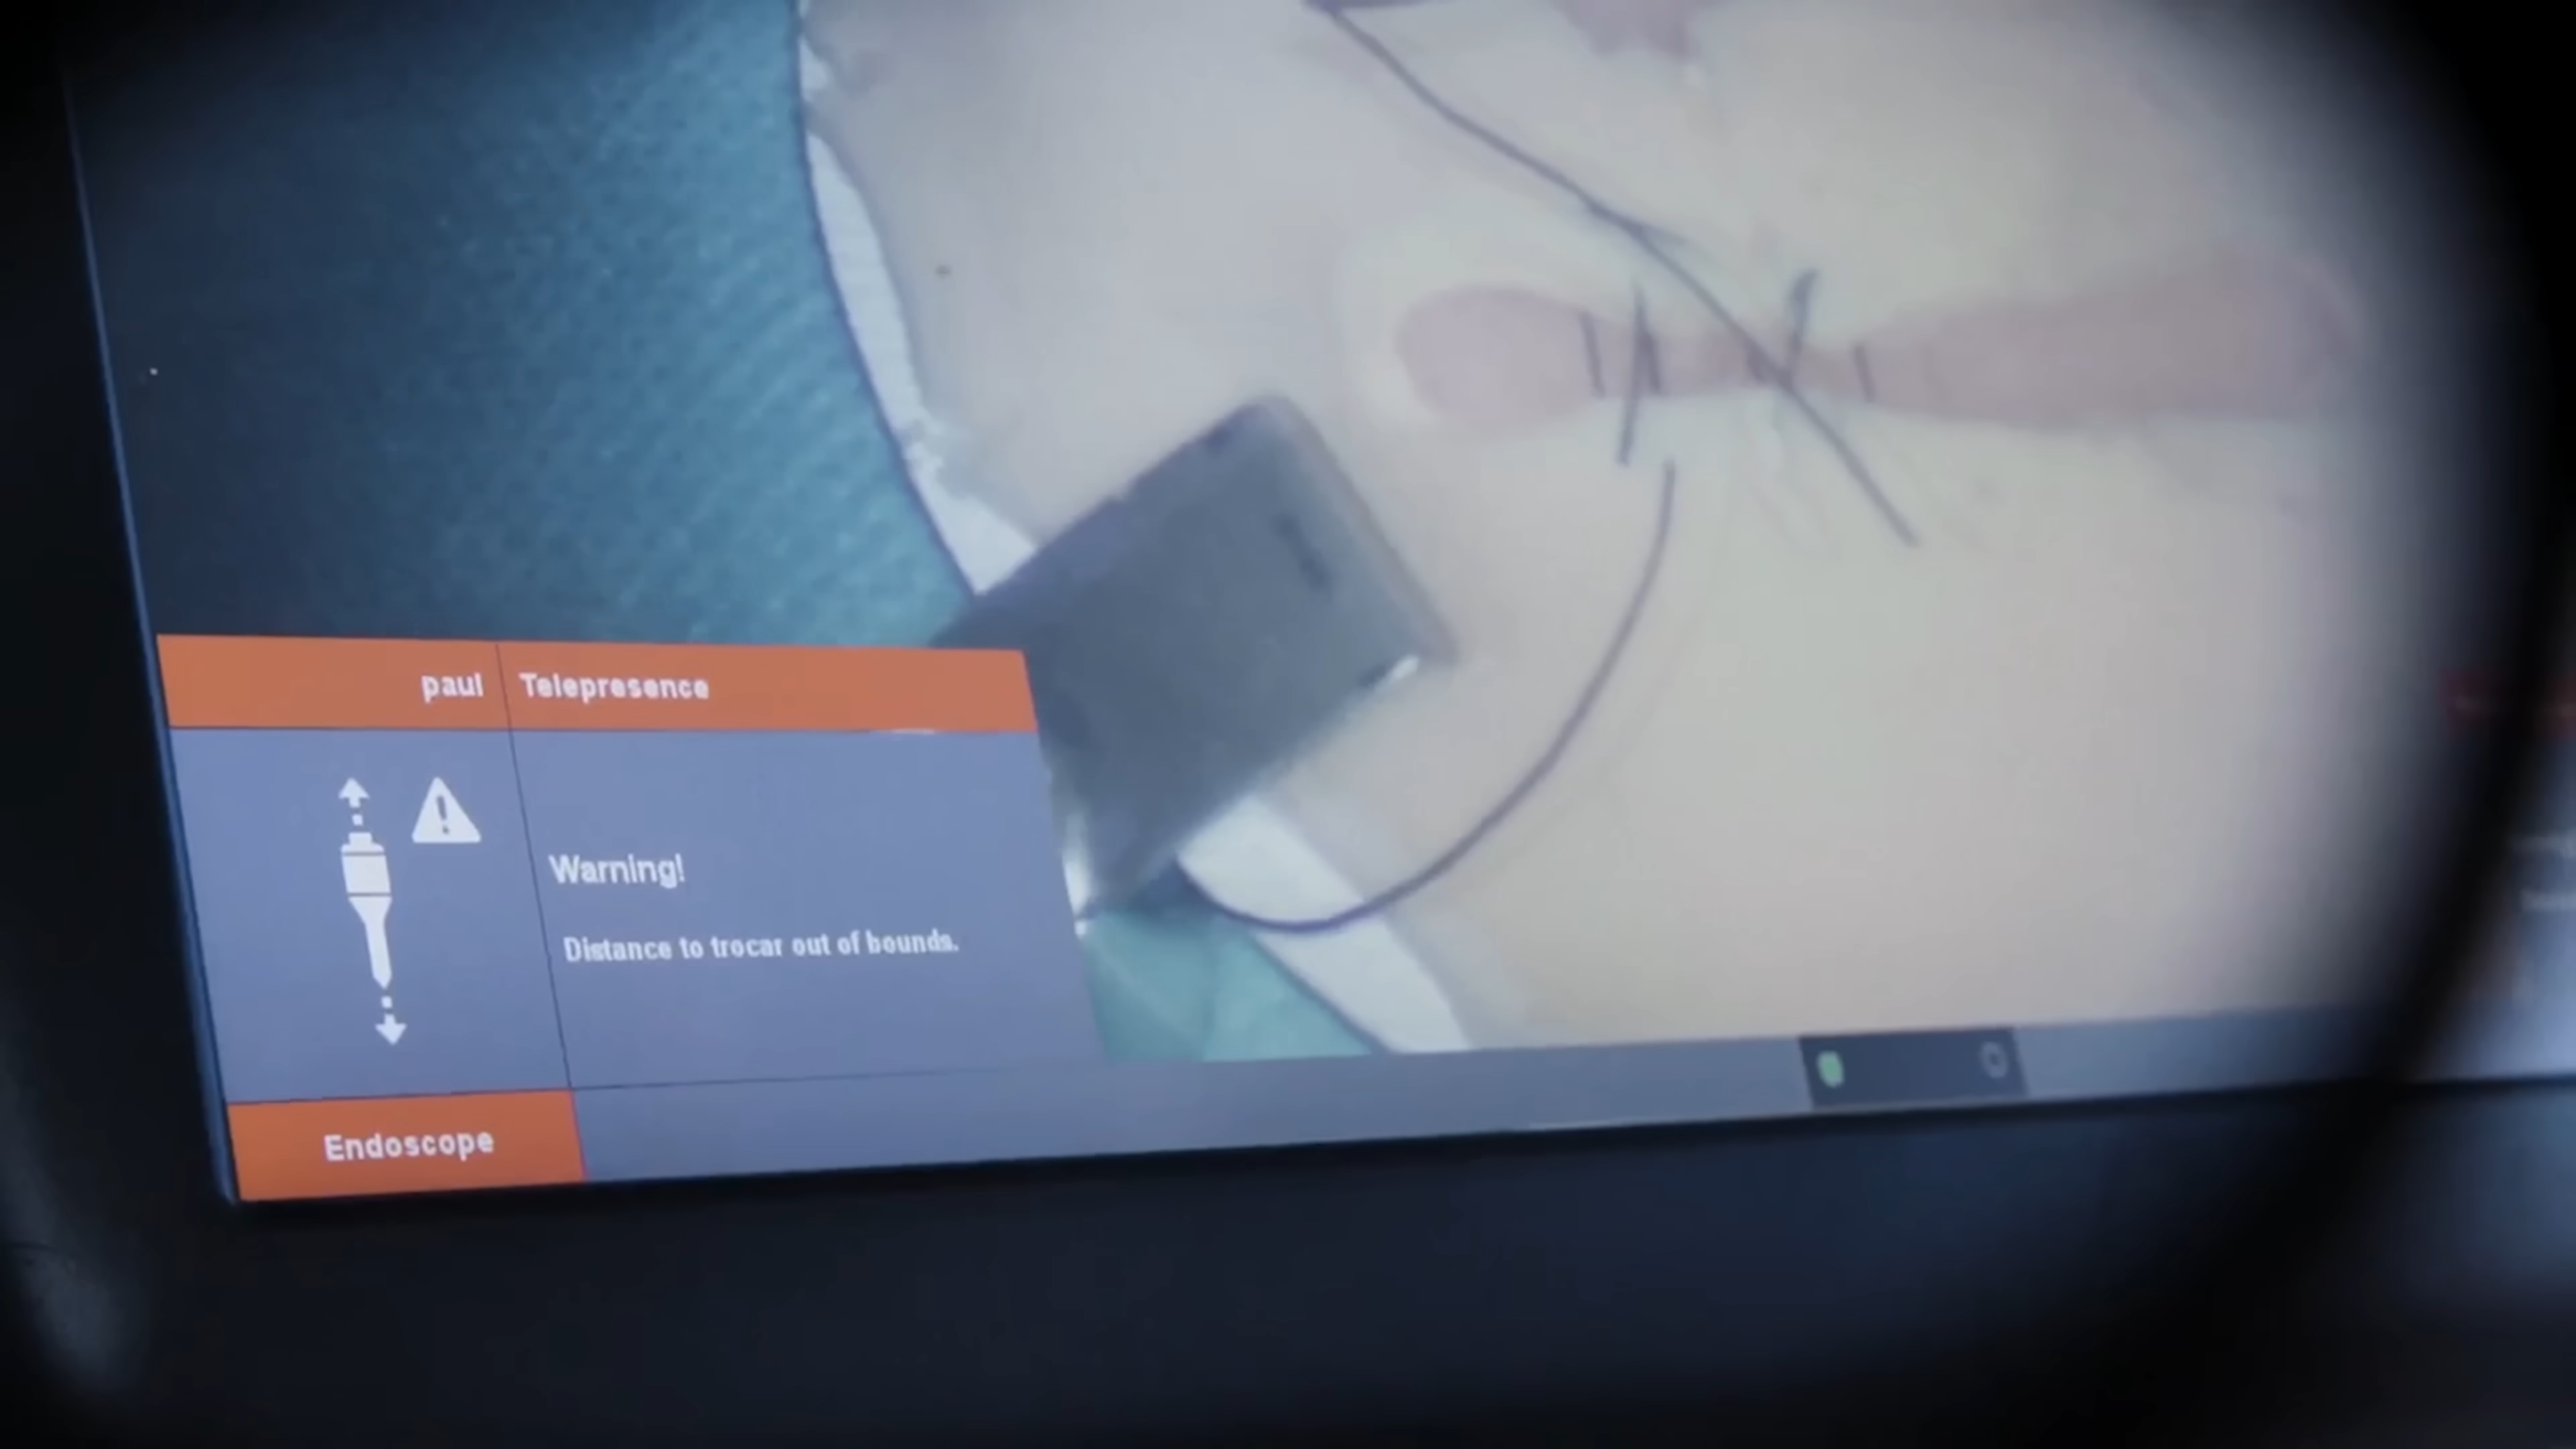 paul
Telepresence
Warning!
Distance to trocar out of bounds.
Endoscope